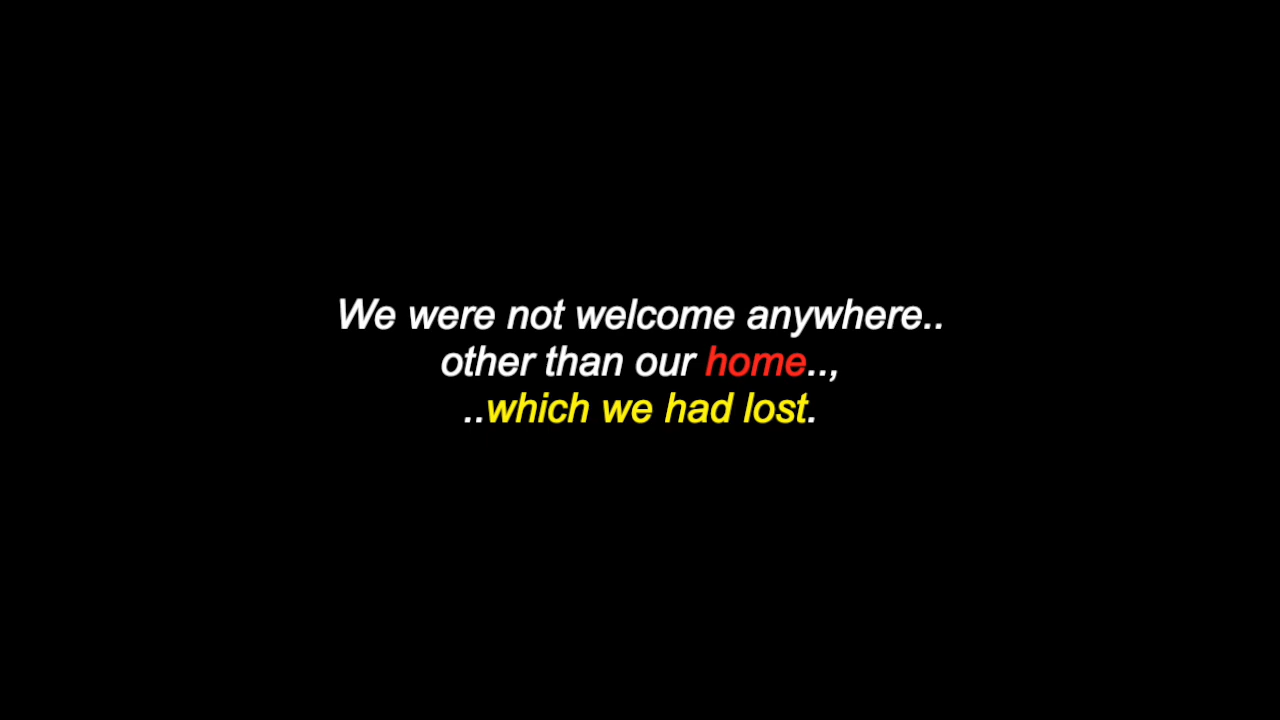 We were not welcome anywhere..
other than our home..,
..which we had lost.